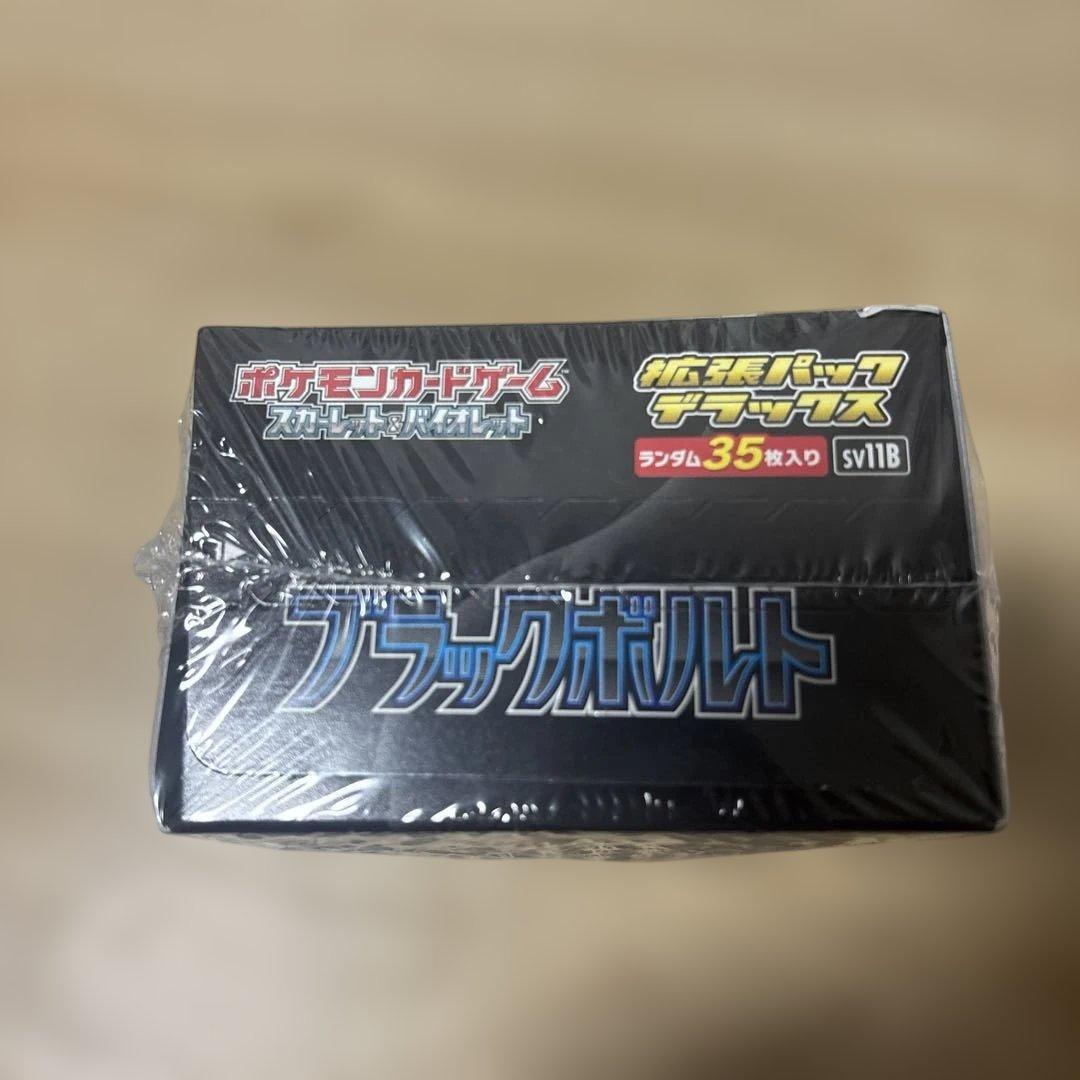 ポケモンカードゲーム
スカーレット&バイオレット
拡張パック
デラックス
ランダム35枚入り
SV11B
ブラックボルト